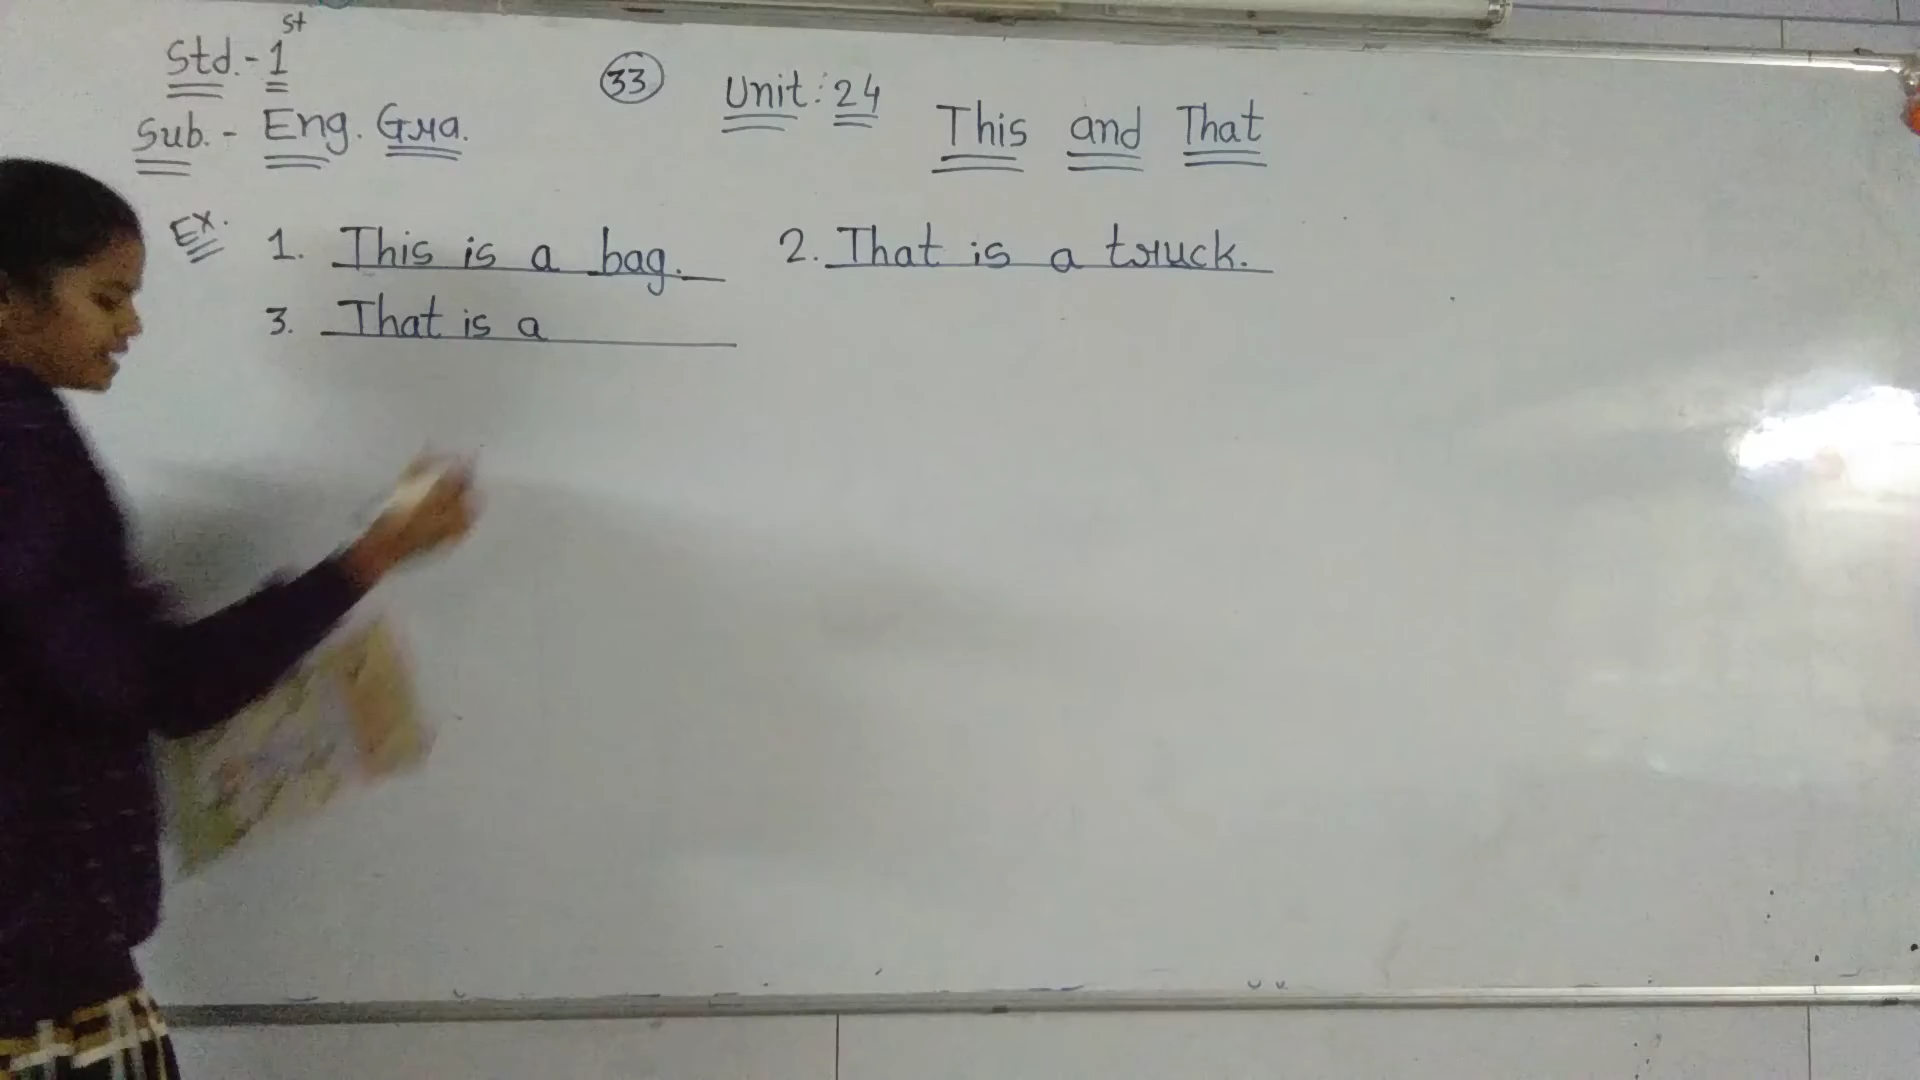 Std.- 1st
Sub. - Eng. Gra.
33 Unit: 24
This and That
Ex. 1. This is a bag. 2. That is a truck.
3. That is a